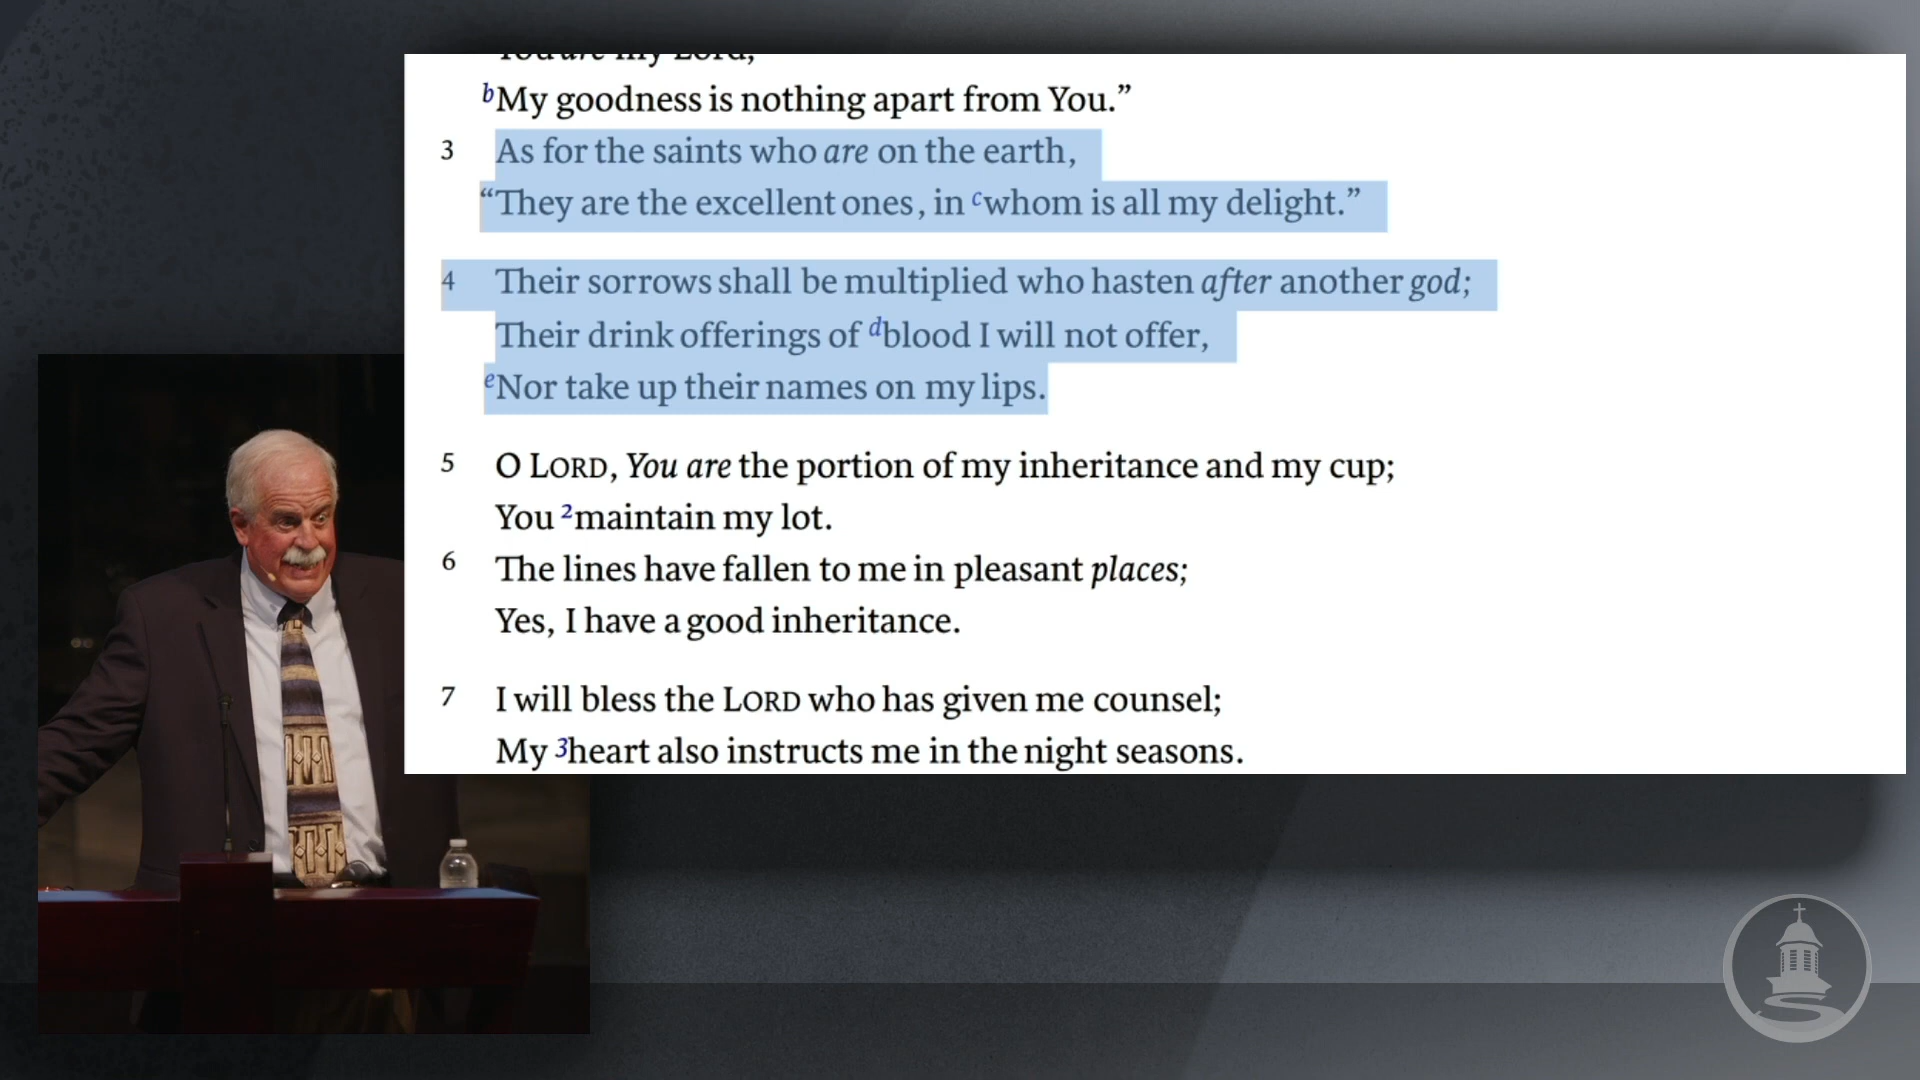 You are my Lord,
bMy goodness is nothing apart from You.”
3 As for the saints who are on the earth,
“They are the excellent ones, in cwhom is all my delight.”
4 Their sorrows shall be multiplied who hasten after another god;
Their drink offerings of dblood I will not offer,
eNor take up their names on my lips.
5 O LORD, You are the portion of my inheritance and my cup;
You 2maintain my lot.
6 The lines have fallen to me in pleasant places;
Yes, I have a good inheritance.
7 I will bless the LORD who has given me counsel;
My 3heart also instructs me in the night seasons.